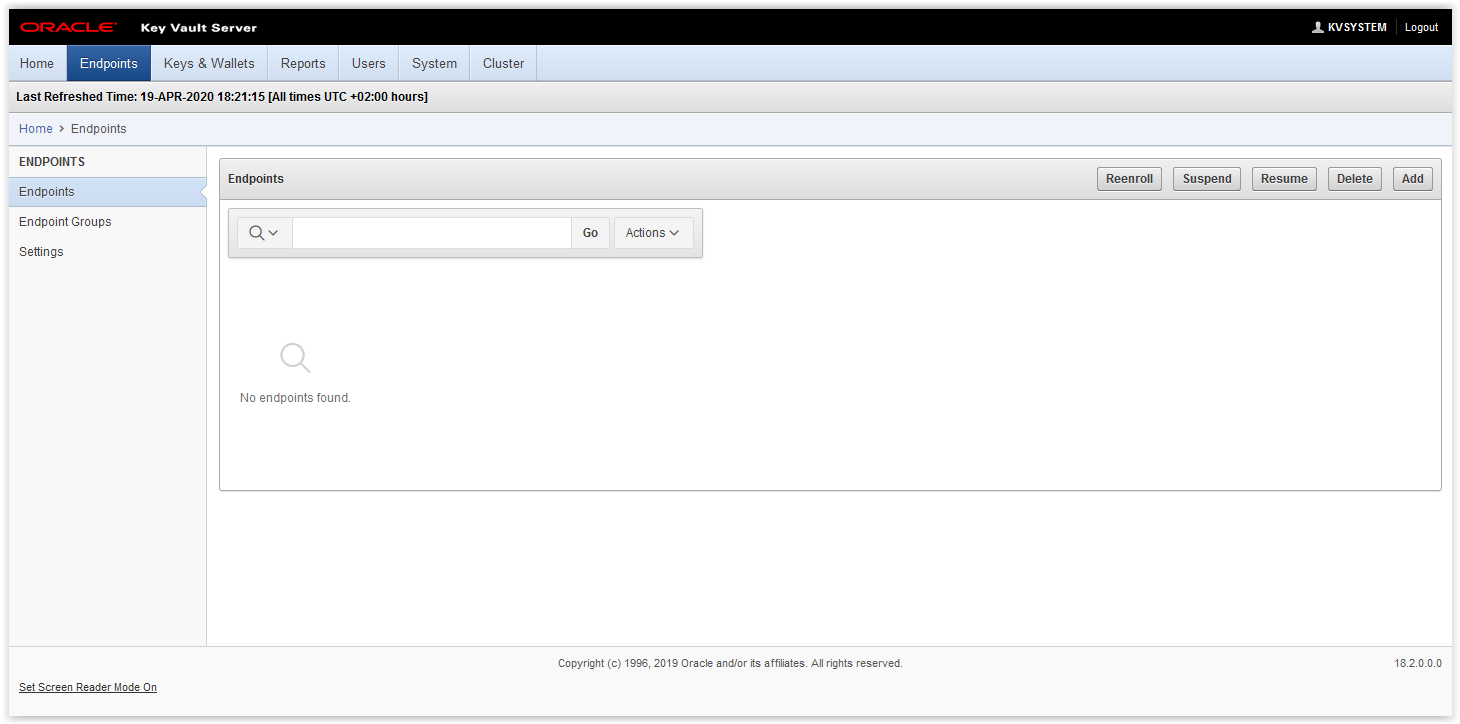 ORACLE Key Vault Server KVSYSTEM Logout
Home Endpoints Keys & Wallets Reports Users System Cluster
Last Refreshed Time: 19-APR-2020 18:21:15 [All times UTC +02:00 hours]
Home > Endpoints
ENDPOINTS
Endpoints
Endpoint Groups
Settings
Endpoints Reenroll Suspend Resume Delete Add
Go Actions
No endpoints found.
Copyright (c) 1996, 2019 Oracle and/or its affiliates. All rights reserved. 18.2.0.0.0
Set Screen Reader Mode On